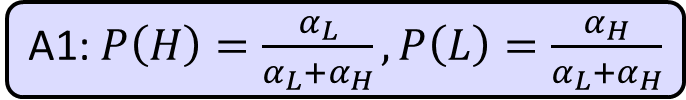 A1: P(H) = α_L / (α_L+α_H), P(L) = α_H / (α_L+α_H)